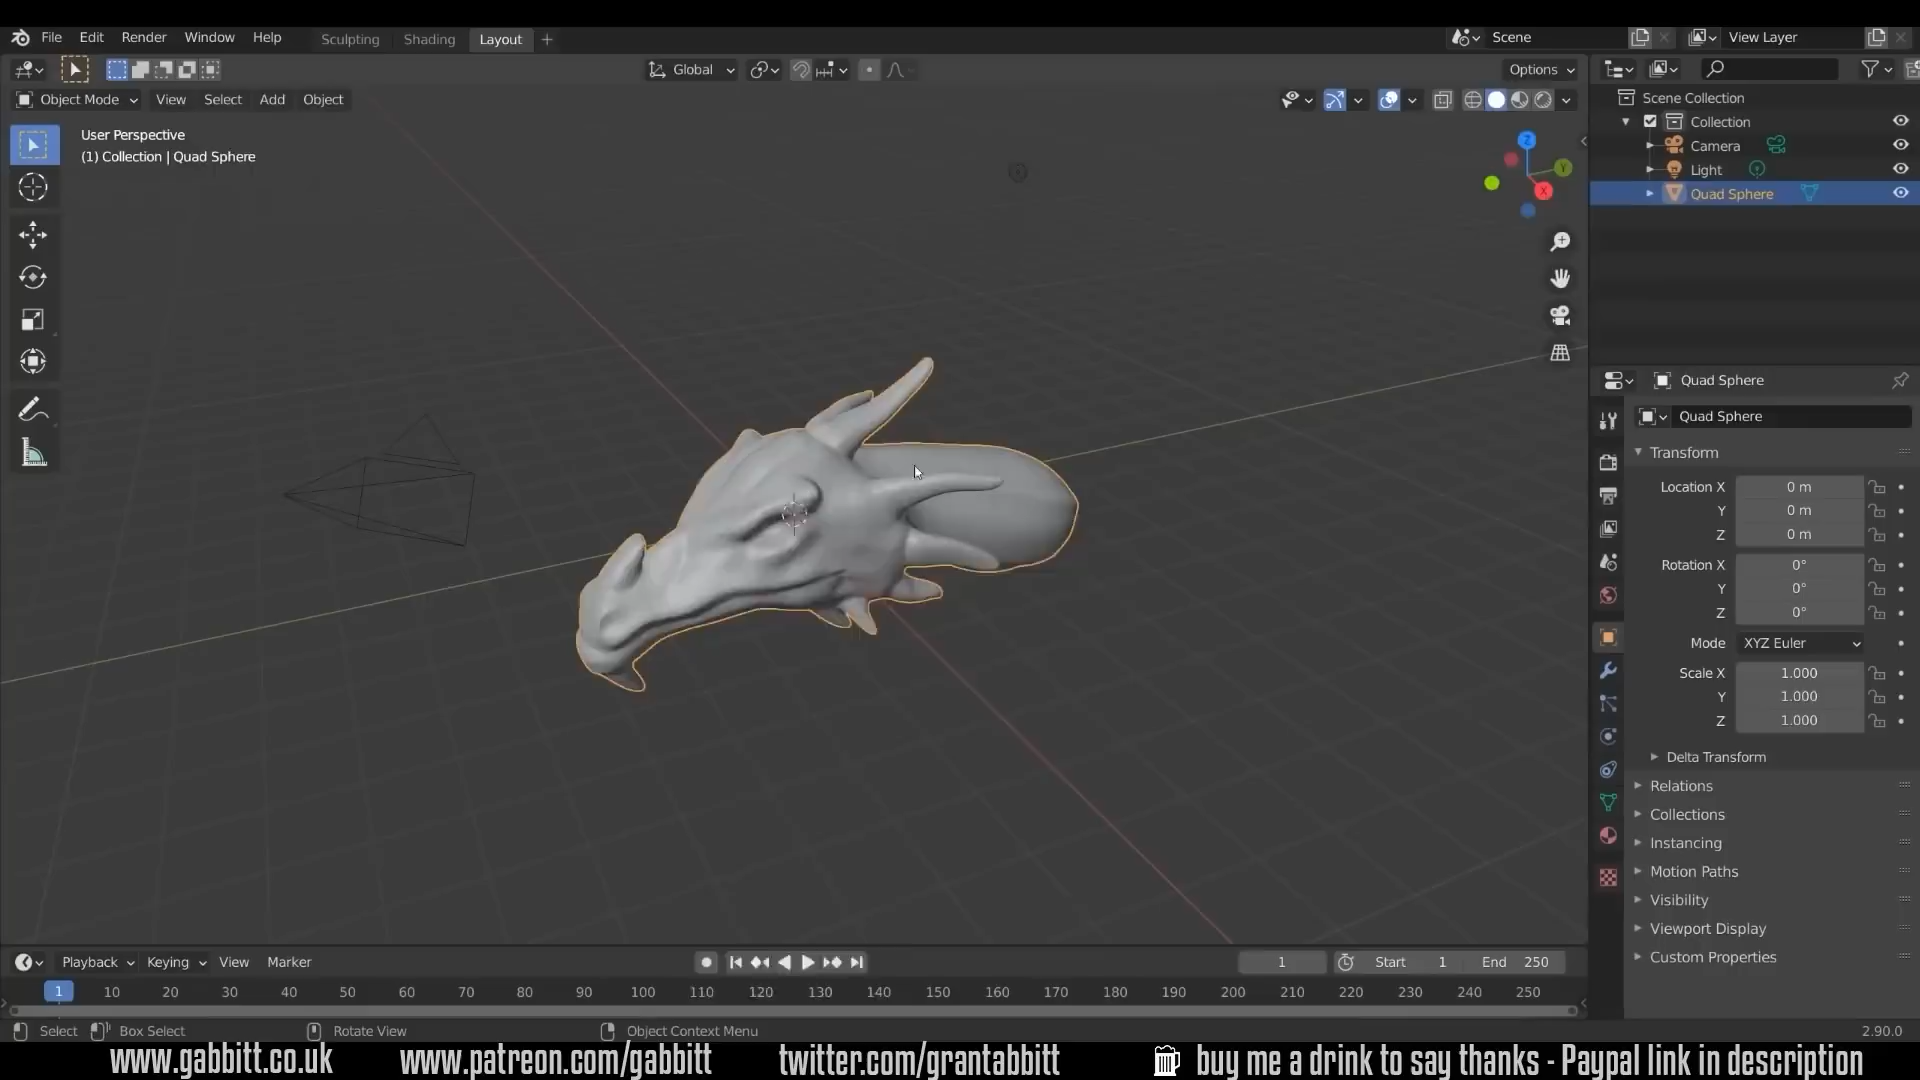 File Edit Render Window Help Sculpting Shading Layout + Scene View Layer
Global Options
Object Mode View Select Add Object
User Perspective
(1) Collection | Quad Sphere
Z
Y
X
Scene Collection
Collection
Camera
Light
Quad Sphere
Quad Sphere
Quad Sphere
Transform
Location X 0 m
Y 0 m
Z 0 m
Rotation X 0°
Y 0°
Z 0°
Mode XYZ Euler
Scale X 1.000
Y 1.000
Z 1.000
Delta Transform
Relations
Collections
Instancing
Motion Paths
Visibility
Viewport Display
Custom Properties
Playback Keying View Marker 1 Start 1 End 250
1 10 20 30 40 50 60 70 80 90 100 110 120 130 140 150 160 170 180 190 200 210 220 230 240 250
Select Box Select Rotate View Object Context Menu 2.90.0
www.gabbitt.co.uk www.patreon.com/gabbitt twitter.com/grantabbitt buy me a drink to say thanks - Paypal link in description